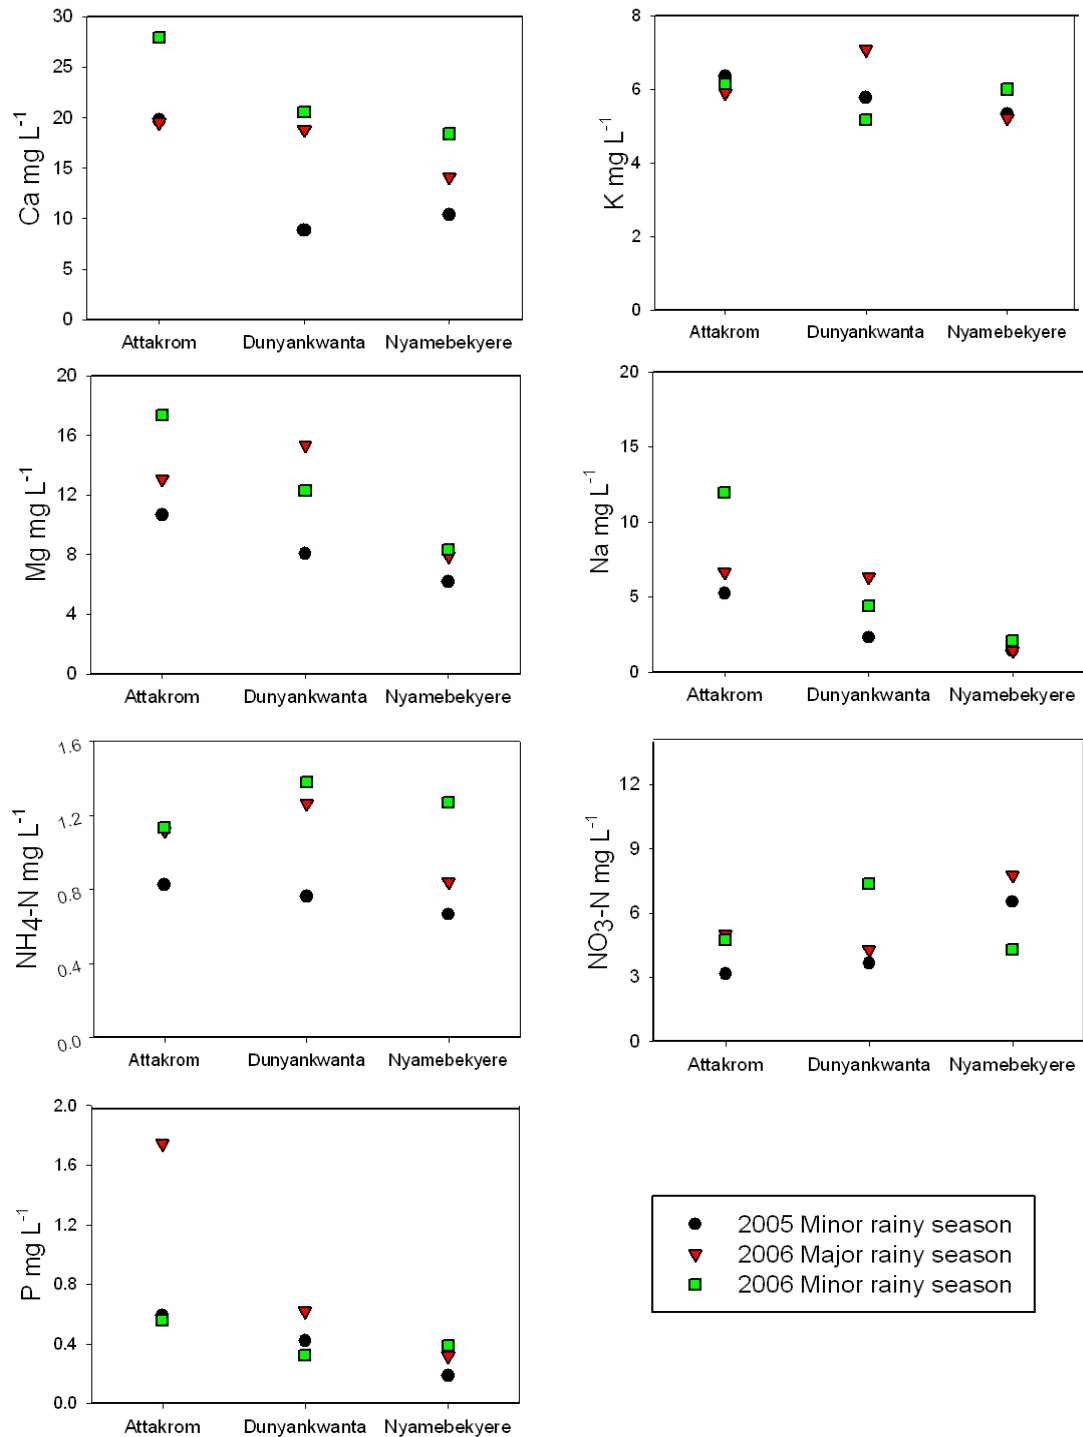 Ca mg L-1
30
25
20
15
10
5
0
Attakrom Dunyankwanta Nyamebekyere
K mg L-1
8
6
4
2
0
Attakrom Dunyankwanta Nyamebekyere
Mg mg L-1
20
16
12
8
4
0
Attakrom Dunyankwanta Nyamebekyere
Na mg L-1
20
15
10
5
0
Attakrom Dunyankwanta Nyamebekyere
NH4-N mg L-1
1.6
1.2
0.8
0.4
0.0
Attakrom Dunyankwanta Nyamebekyere
NO3-N mg L-1
12
9
6
3
0
Attakrom Dunyankwanta Nyamebekyere
P mg L-1
2.0
1.6
1.2
0.8
0.4
0.0
Attakrom Dunyankwanta Nyamebekyere
2005 Minor rainy season
2006 Major rainy season
2006 Minor rainy season